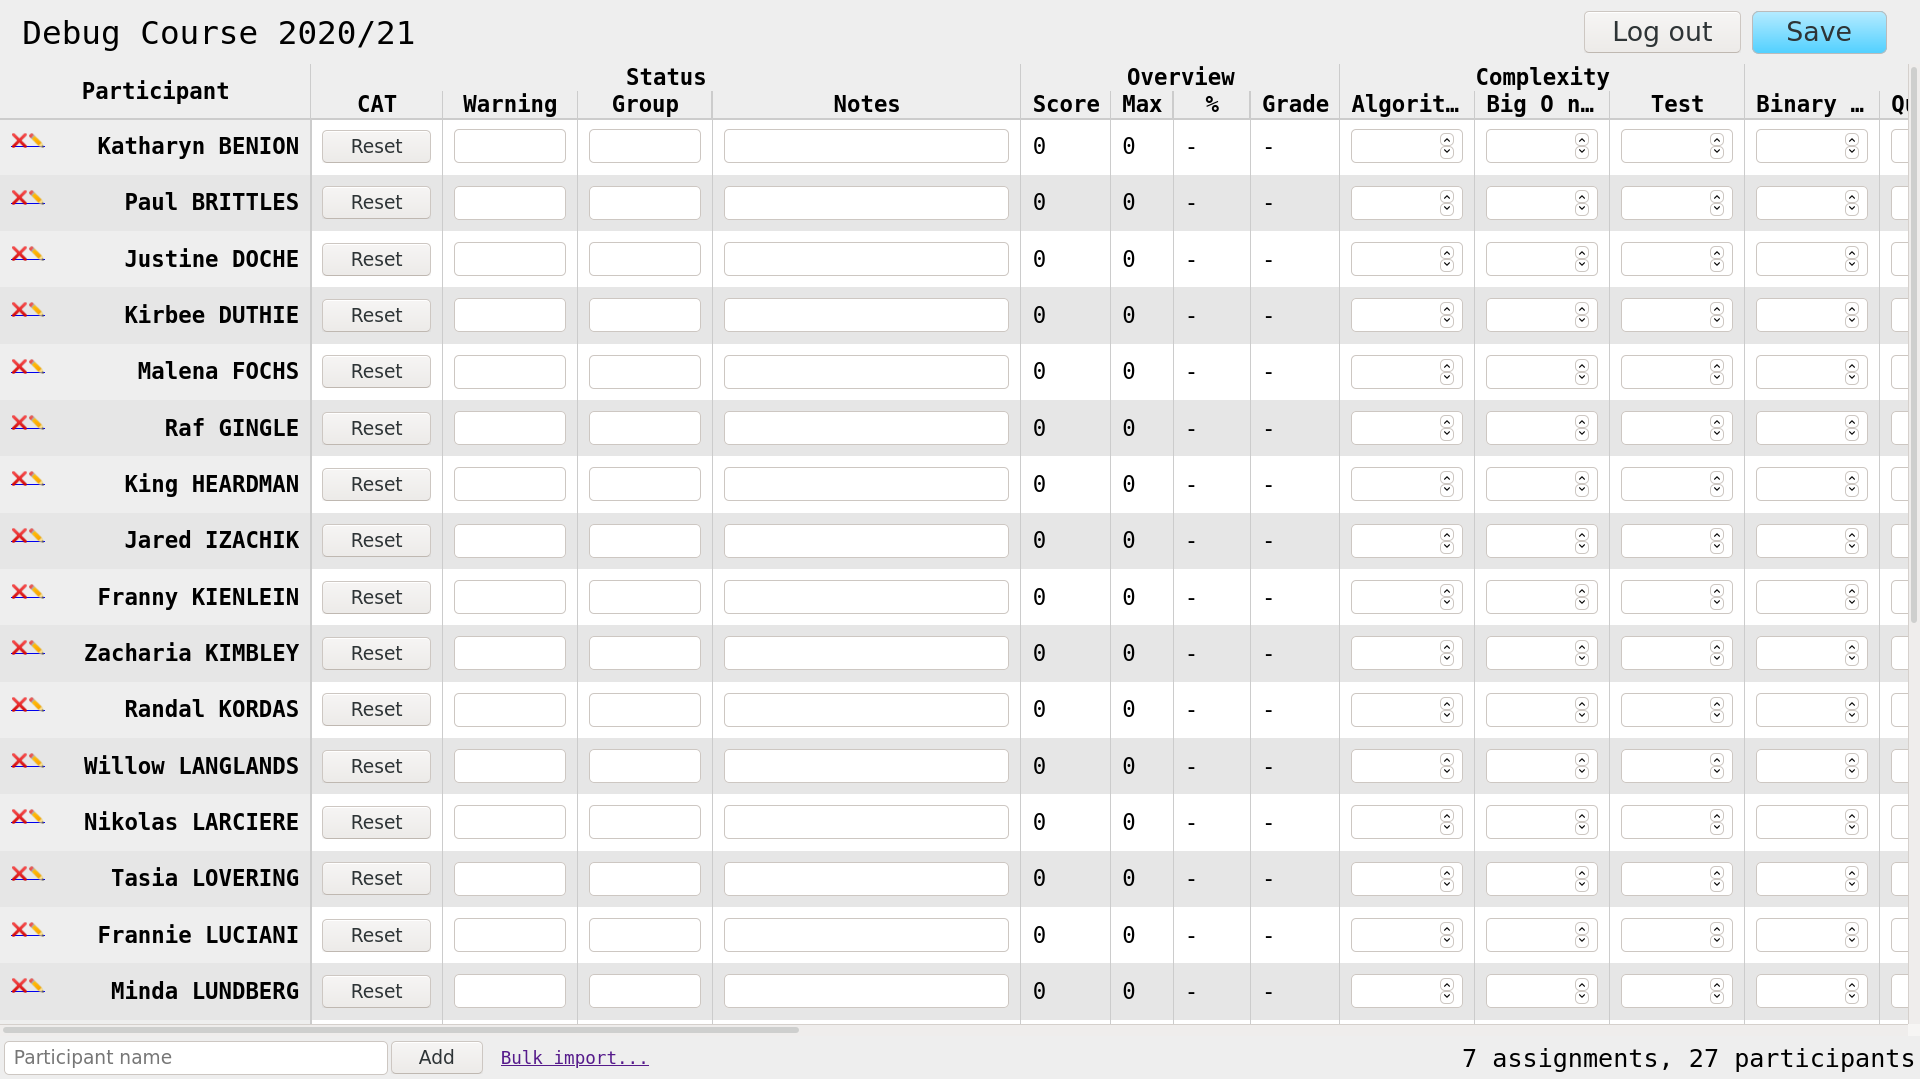 Debug Course 2020/21 Log out Save
Participant Status Overview Complexity
CAT Warning Group Notes Score Max % Grade Algorit… Big O n… Test Binary …
Katharyn BENION Reset 0 0 - -
Paul BRITTLES Reset 0 0 - -
Justine DOCHE Reset 0 0 - -
Kirbee DUTHIE Reset 0 0 - -
Malena FOCHS Reset 0 0 - -
Raf GINGLE Reset 0 0 - -
King HEARDMAN Reset 0 0 - -
Jared IZACHIK Reset 0 0 - -
Franny KIENLEIN Reset 0 0 - -
Zacharia KIMBLEY Reset 0 0 - -
Randal KORDAS Reset 0 0 - -
Willow LANGLANDS Reset 0 0 - -
Nikolas LARCIERE Reset 0 0 - -
Tasia LOVERING Reset 0 0 - -
Frannie LUCIANI Reset 0 0 - -
Minda LUNDBERG Reset 0 0 - -
Participant name Add Bulk import... 7 assignments, 27 participants